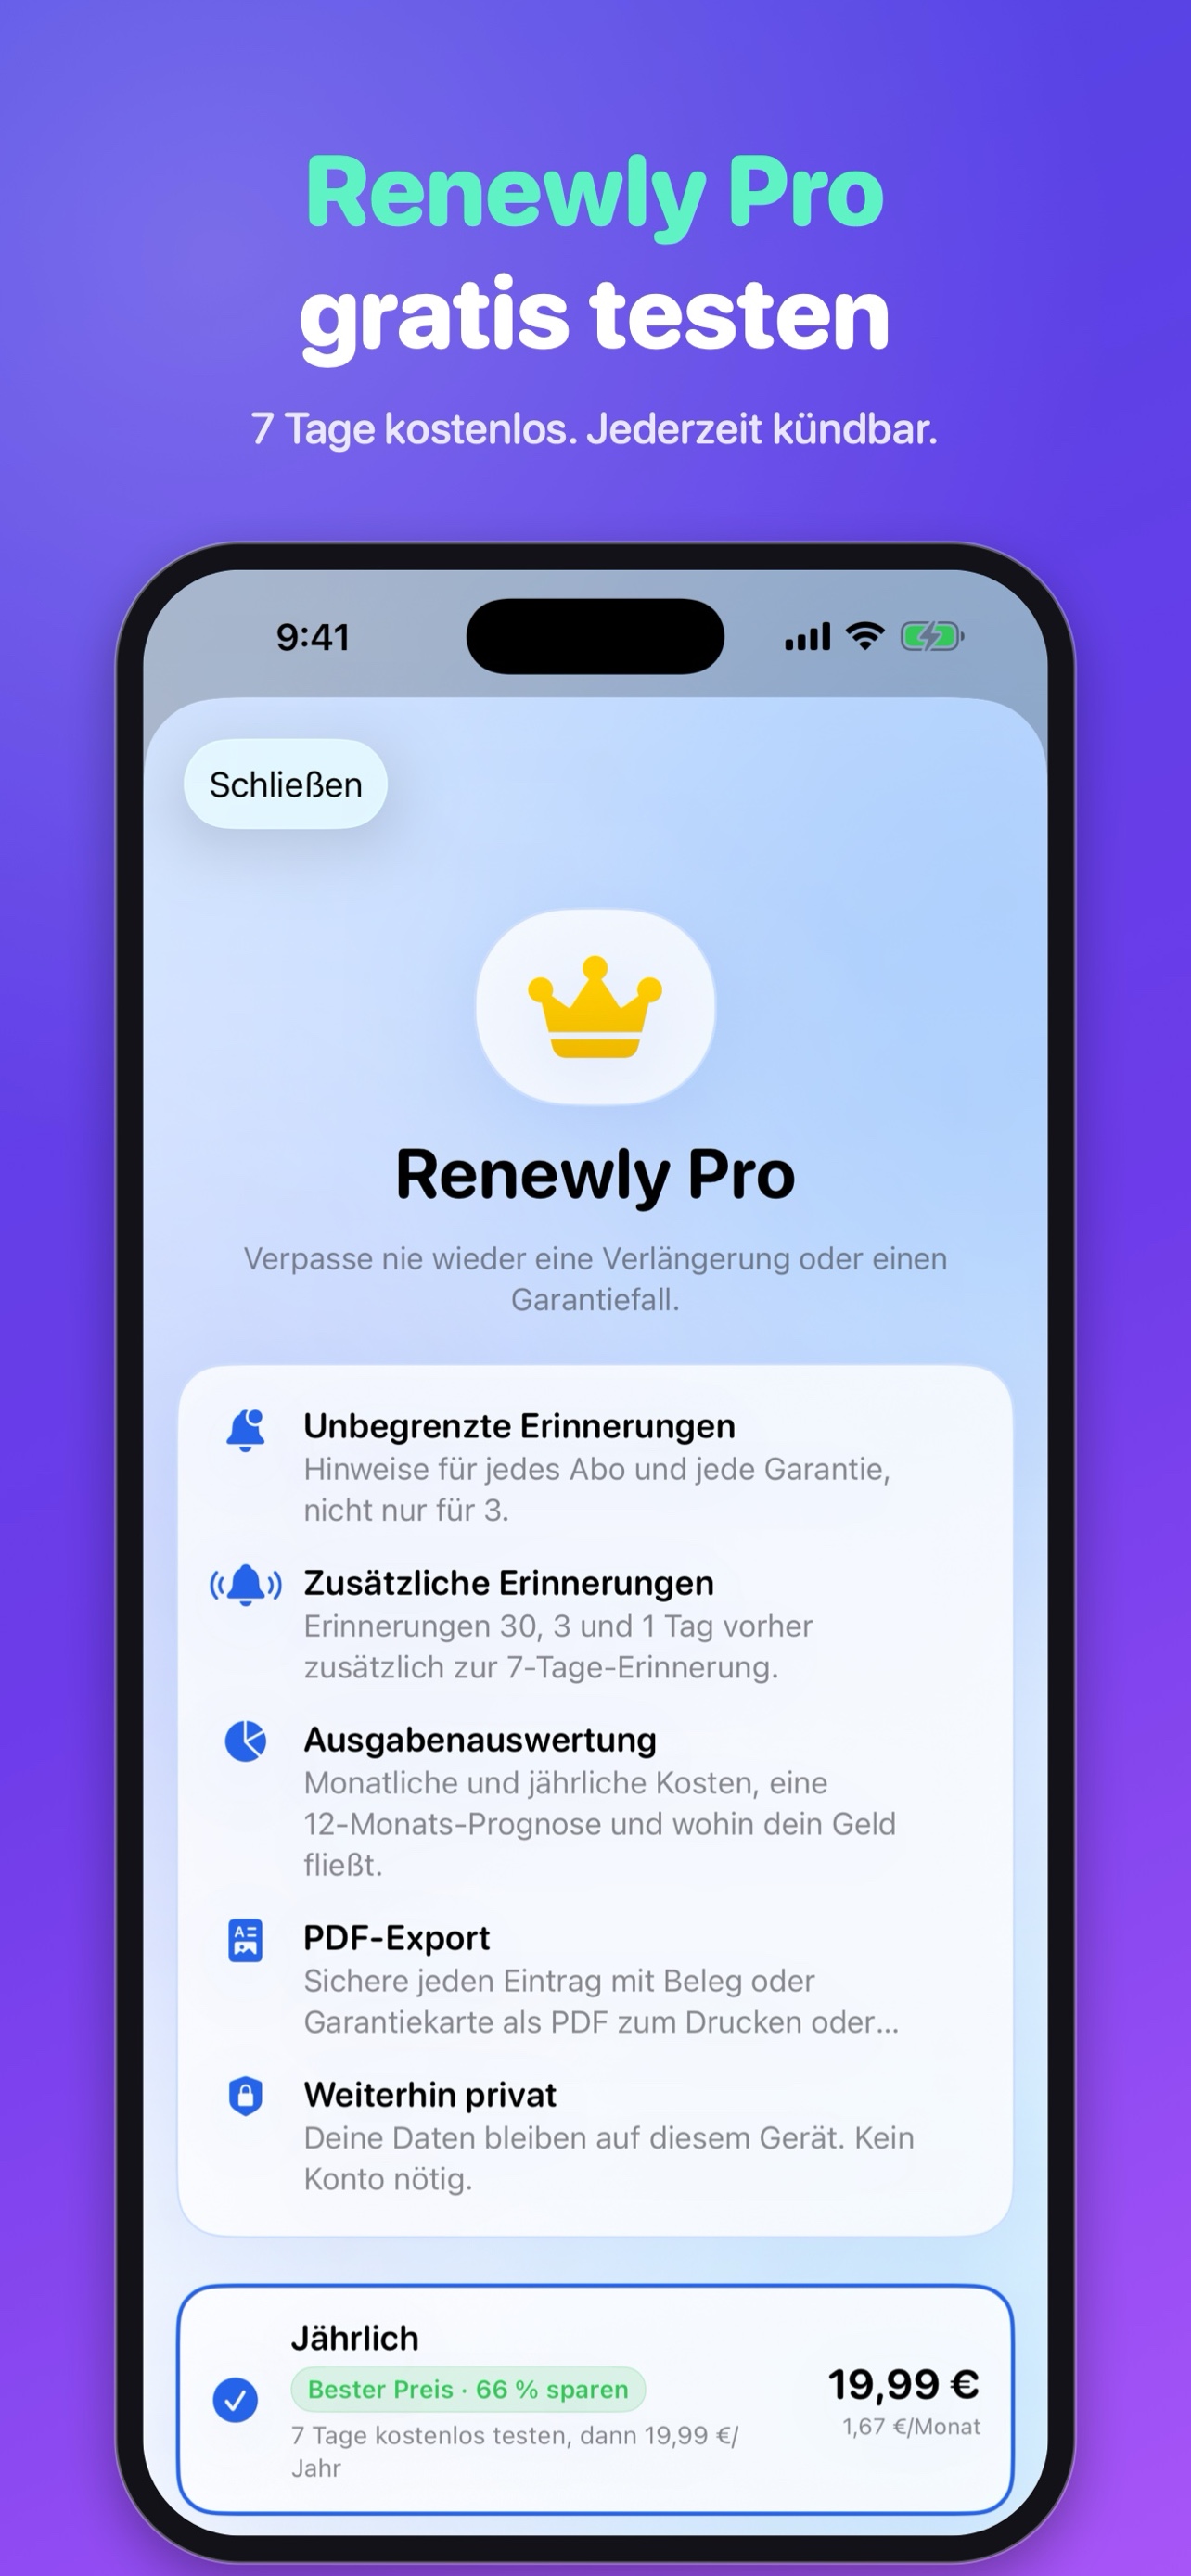 Renewly Pro
gratis testen
7 Tage kostenlos. Jederzeit kündbar.
9:41
Schließen
Renewly Pro
Verpasse nie wieder eine Verlängerung oder einen
Garantiefall.
Unbegrenzte Erinnerungen
Hinweise für jedes Abo und jede Garantie,
nicht nur für 3.
Zusätzliche Erinnerungen
Erinnerungen 30, 3 und 1 Tag vorher
zusätzlich zur 7-Tage-Erinnerung.
Ausgabenauswertung
Monatliche und jährliche Kosten, eine
12-Monats-Prognose und wohin dein Geld
fließt.
PDF-Export
Sichere jeden Eintrag mit Beleg oder
Garantiekarte als PDF zum Drucken oder...
Weiterhin privat
Deine Daten bleiben auf diesem Gerät. Kein
Konto nötig.
Jährlich
Bester Preis · 66 % sparen
7 Tage kostenlos testen, dann 19,99 €/
Jahr
19,99 €
1,67 €/Monat